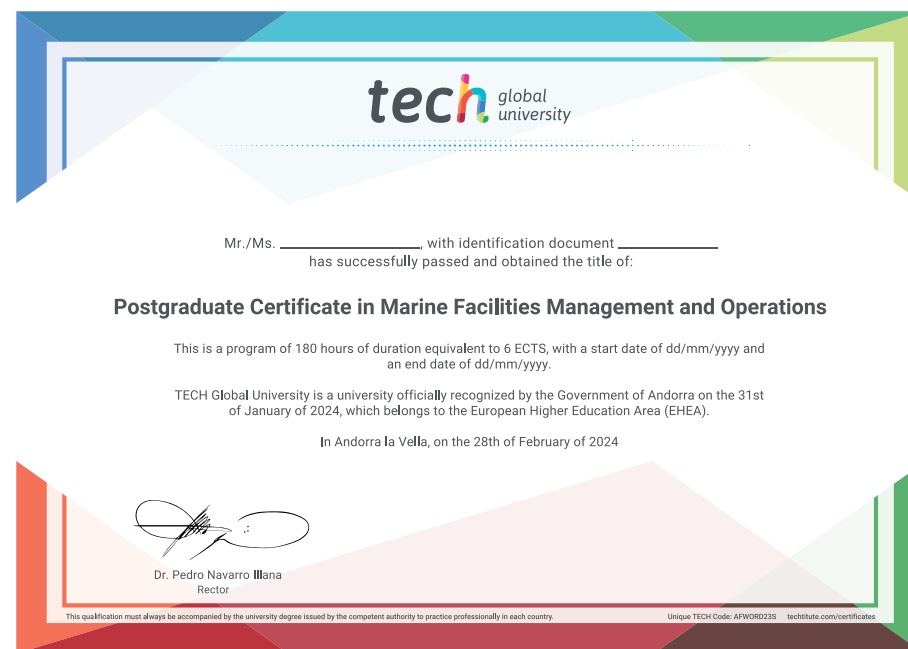 tech global university
Mr./Ms. ____________, with identification document ____________
has successfully passed and obtained the title of:
Postgraduate Certificate in Marine Facilities Management and Operations
This is a program of 180 hours of duration equivalent to 6 ECTS, with a start date of dd/mm/yyyy and
an end date of dd/mm/yyyy.
TECH Global University is a university officially recognized by the Government of Andorra on the 31st
of January of 2024, which belongs to the European Higher Education Area (EHEA).
In Andorra la Vella, on the 28th of February of 2024
Dr. Pedro Navarro Illana
Rector
This qualification must always be accompanied by the university degree issued by the competent authority to practice professionally in each country.
Unique TECH Code: AFWORD23S techtitute.com/certificates